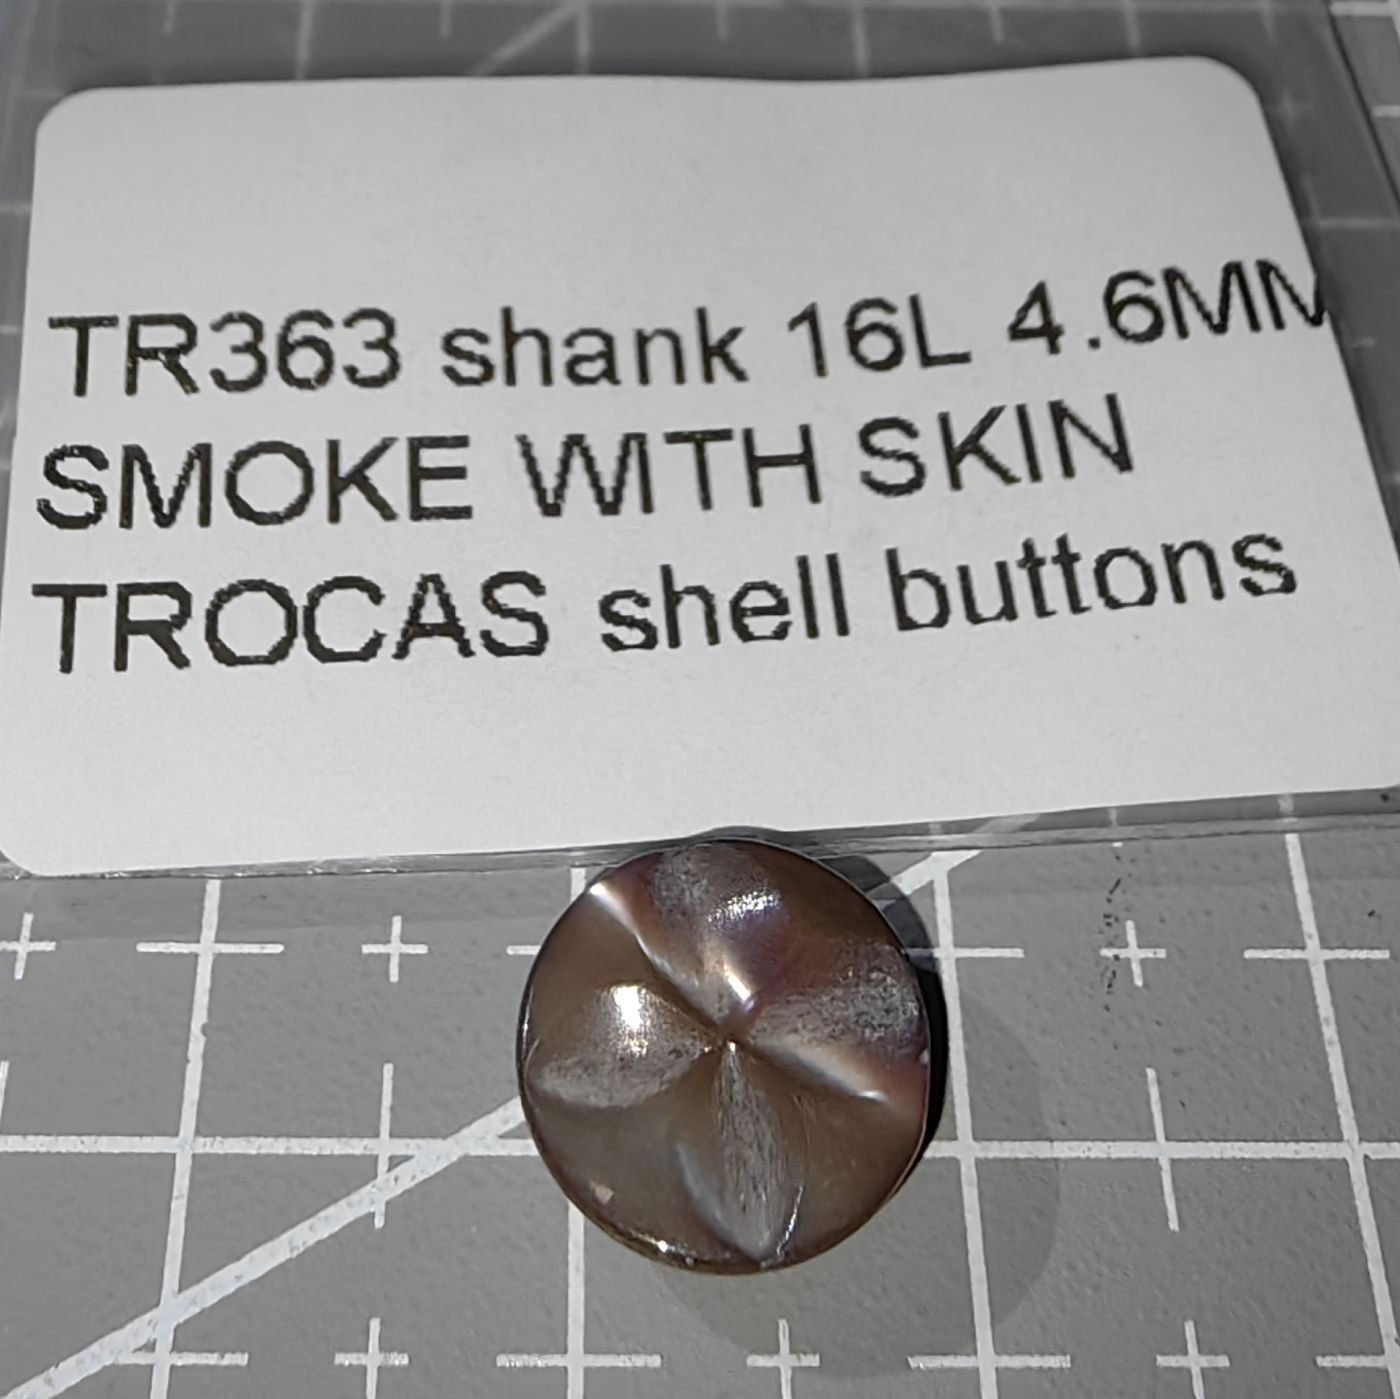 TR363 shank 16L 4.6MM
SMOKE WITH SKIN
TROCAS shell buttons